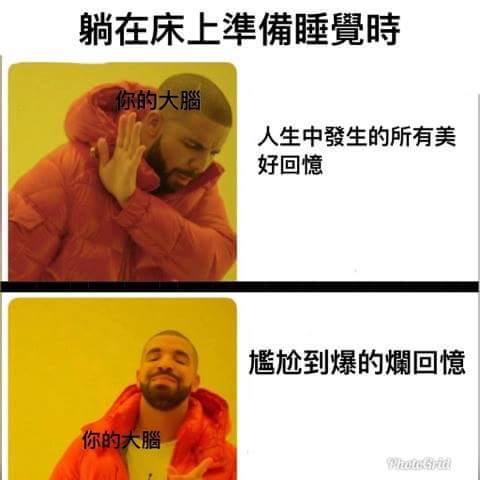 躺在床上準備睡覺時
你的大腦
人生中發生的所有美
好回憶
尷尬到爆的爛回憶
你的大腦
PhotoGrid